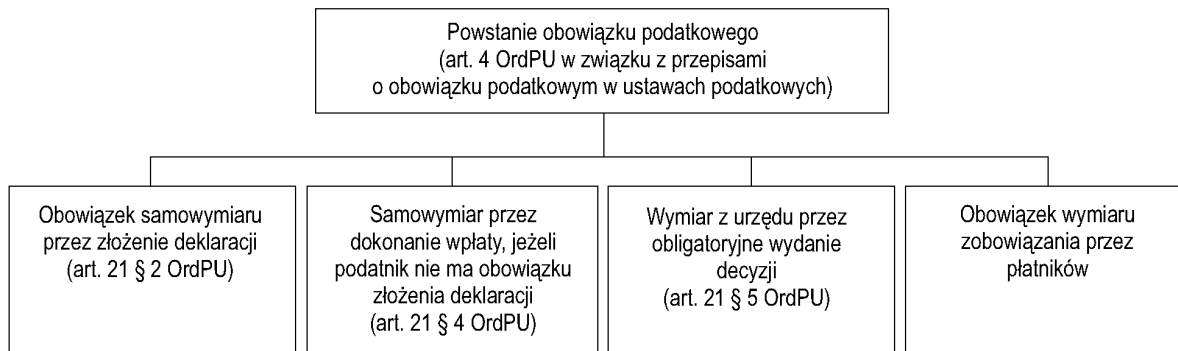 Powstanie obowiązku podatkowego
(art. 4 OrdPU w związku z przepisami
o obowiązku podatkowym w ustawach podatkowych)
Obowiązek samowymiaru
przez złożenie deklaracji
(art. 21 § 2 OrdPU)
Samowymiar przez
dokonanie wpłaty, jeżeli
podatnik nie ma obowiązku
złożenia deklaracji
(art. 21 § 4 OrdPU)
Wymiar z urzędu przez
obligatoryjne wydanie
decyzji
(art. 21 § 5 OrdPU)
Obowiązek wymiaru
zobowiązania przez
płatników